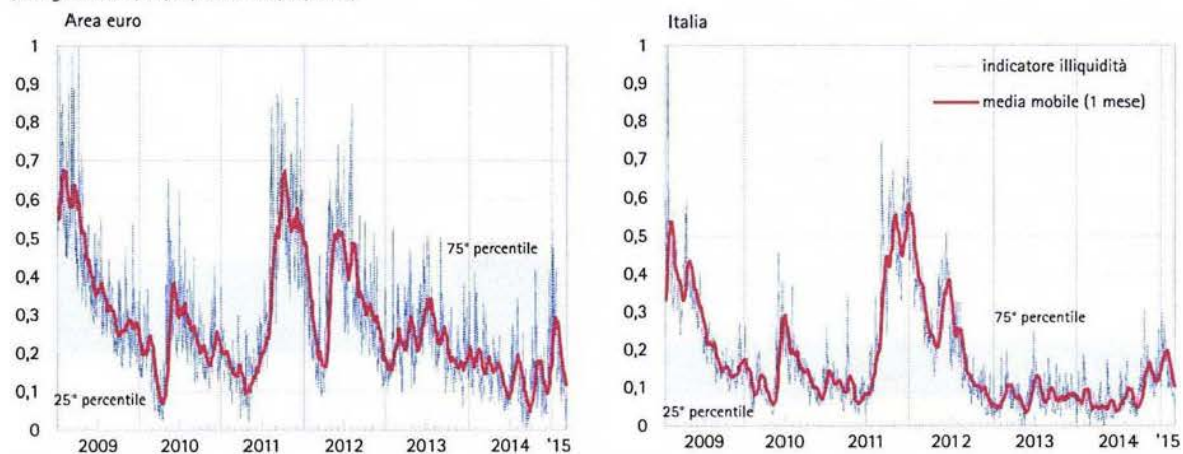 Area euro
1
0,9
0,8
0,7
0,6
0,5
0,4
0,3
0,2
0,1
0
75° percentile
25° percentile
2009 2010 2011 2012 2013 2014 '15
Italia
1
0,9
0,8
0,7
0,6
0,5
0,4
0,3
0,2
0,1
0
indicatore illiquidità
media mobile (1 mese)
75° percentile
25° percentile
2009 2010 2011 2012 2013 2014 '15